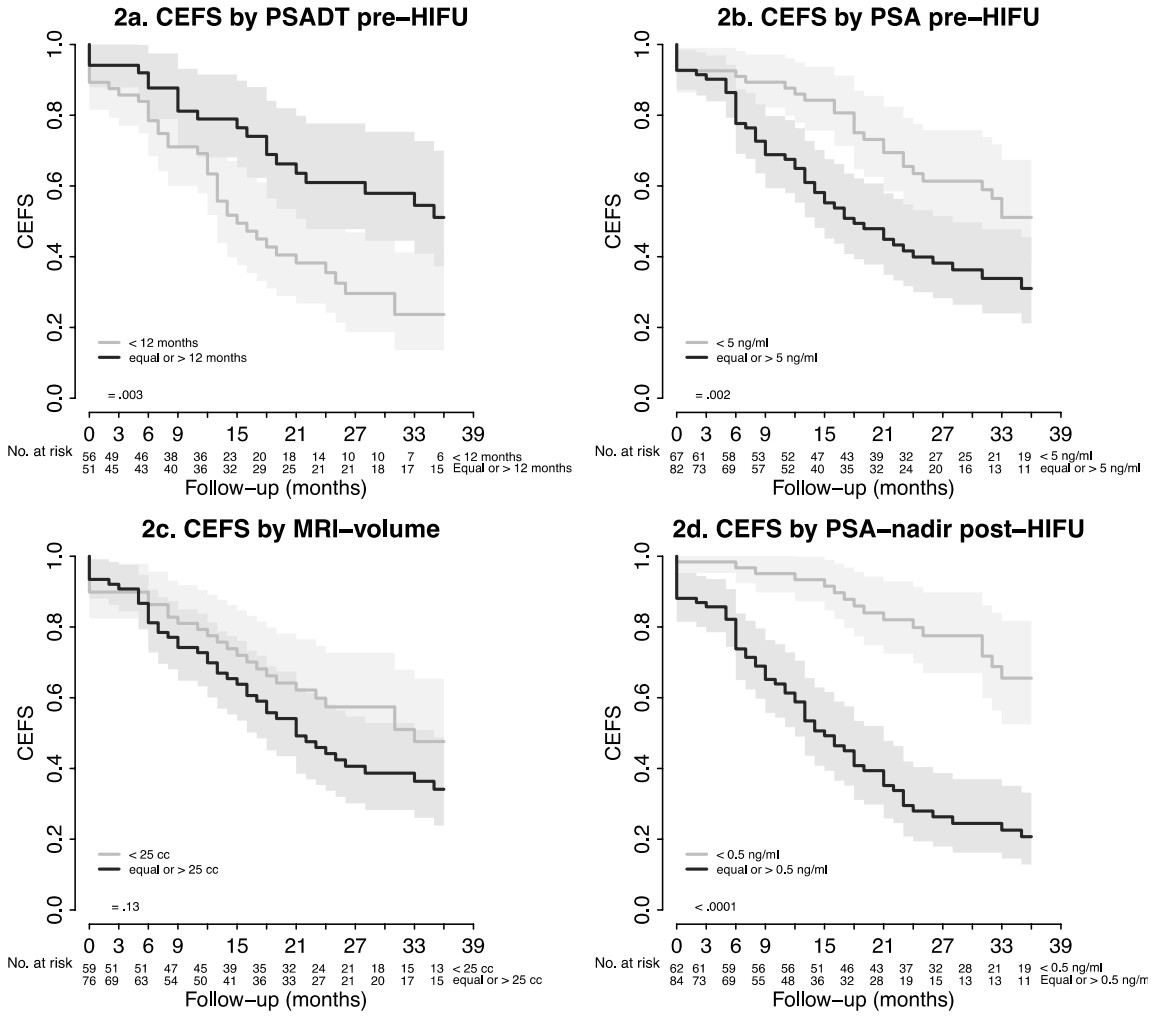 2a. CEFS by PSADT pre−HIFU
CEFS
1.0
0.8
0.6
0.4
0.2
0.0
< 12 months
equal or > 12 months
= .003
0 3 6 9 15 21 27 33 39
No. at risk
56 49 46 38 36 23 20 18 14 10 10 7 6 < 12 months
51 45 43 40 36 32 29 25 21 21 18 17 15 Equal or > 12 months
Follow−up (months)
2b. CEFS by PSA pre−HIFU
CEFS
1.0
0.8
0.6
0.4
0.2
0.0
< 5 ng/ml
equal or > 5 ng/ml
= .002
0 3 6 9 15 21 27 33 39
No. at risk
67 61 58 53 52 47 43 39 32 27 25 21 19 < 5 ng/ml
82 73 69 57 52 40 35 32 24 20 16 13 11 equal or > 5 ng/ml
Follow−up (months)
2c. CEFS by MRI−volume
CEFS
1.0
0.8
0.6
0.4
0.2
0.0
< 25 cc
equal or > 25 cc
= .13
0 3 6 9 15 21 27 33 39
No. at risk
59 51 51 47 45 39 35 32 24 21 18 15 13 < 25 cc
76 69 63 54 50 41 36 33 27 21 20 17 15 equal or > 25 cc
Follow−up (months)
2d. CEFS by PSA−nadir post−HIFU
CEFS
1.0
0.8
0.6
0.4
0.2
0.0
< 0.5 ng/ml
equal or > 0.5 ng/ml
< .0001
0 3 6 9 15 21 27 33 39
No. at risk
62 61 59 56 56 51 46 43 37 32 28 21 19 < 0.5 ng/ml
84 73 69 55 48 36 32 28 19 15 13 13 11 Equal or > 0.5 ng/m
Follow−up (months)